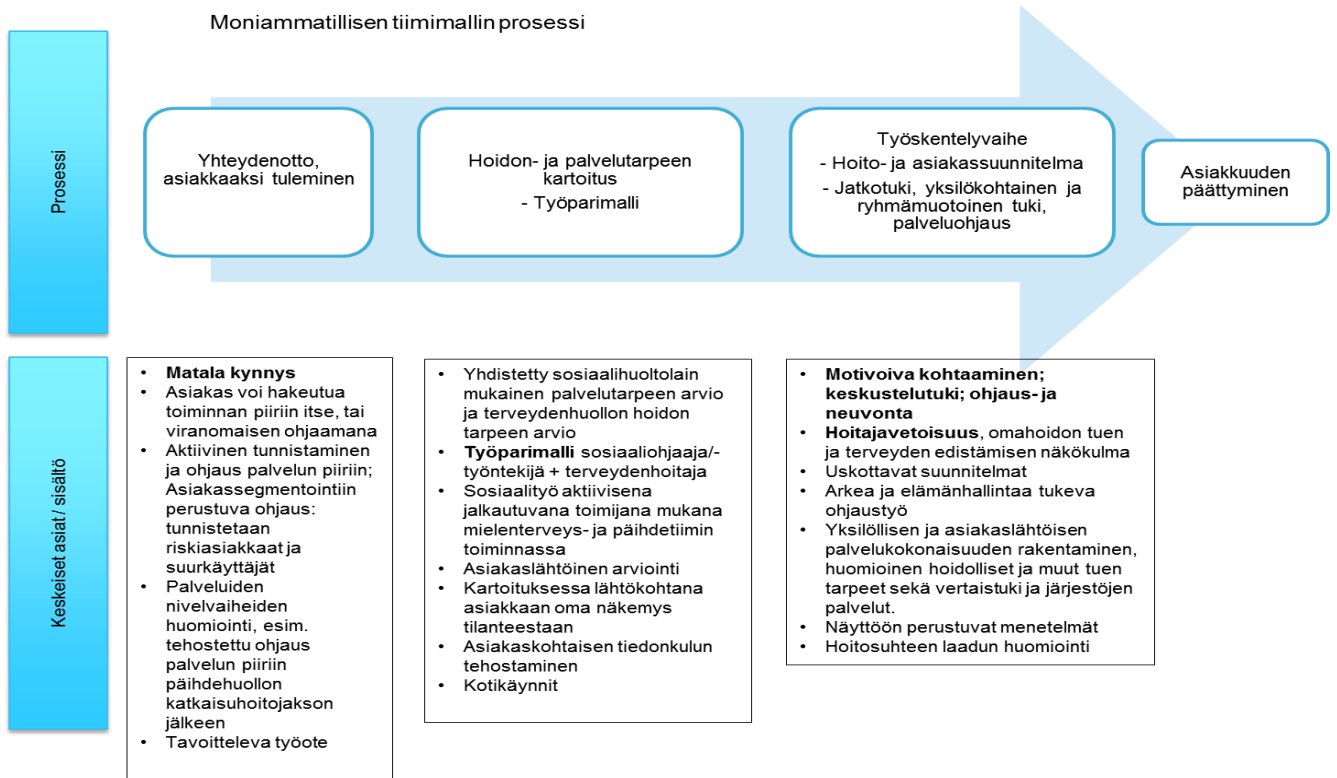 Moniammatillisen tiimimallin prosessi
Prosessi
Yhteydenotto,
asiakkaaksi tuleminen
Hoidon- ja palvelutarpeen
kartoitus
- Työparimalli
Työskentelyvaihe
- Hoito- ja asiakassuunnitelma
- Jatkotuki, yksilökohtainen ja
ryhmämuotoinen tuki,
palveluohjaus
Asiakkuuden
päättyminen
Keskeiset asiat / sisältö
• Matala kynnys
• Asiakas voi hakeutua
toiminnan piiriin itse, tai
viranomaisen ohjaamana
• Aktiivinen tunnistaminen
ja ohjaus palvelun piiriin;
Asiakassegmentointiin
perustuva ohjaus:
tunnistetaan
riskiasiakkaat ja
suurkäyttäjät
• Palveluiden
nivelvaiheiden
huomiointi, esim.
tehostettu ohjaus
palvelun piiriin
päihdehuollon
katkaisuhoitojakson
jälkeen
• Tavoitteleva työote
• Yhdistetty sosiaalihuoltolain
mukainen palvelutarpeen arvio
ja terveydenhuollon hoidon
tarpeen arvio
• Työparimalli sosiaaliohjaaja/-
työntekijä + terveydenhoitaja
• Sosiaalityö aktiivisena
jalkautuvana toimijana mukana
mielenterveys- ja päihdetiimin
toiminnassa
• Asiakaslähtöinen arviointi
• Kartoituksessa lähtökohtana
asiakkaan oma näkemys
tilanteestaan
• Asiakaskohtaisen tiedonkulun
tehostaminen
• Kotikäynnit
• Motivoiva kohtaaminen;
keskustelutuki; ohjaus- ja
neuvonta
• Hoitajavetoisuus, omahoidon tuen
ja terveyden edistämisen näkökulma
• Uskottavat suunnitelmat
• Arkea ja elämänhallintaa tukeva
ohjaustyö
• Yksilöllisen ja asiakaslähtöisen
palvelukokonaisuuden rakentaminen,
huomioinen hoidolliset ja muut tuen
tarpeet sekä vertaistuki ja järjestöjen
palvelut.
• Näyttöön perustuvat menetelmät
• Hoitosuhteen laadun huomiointi